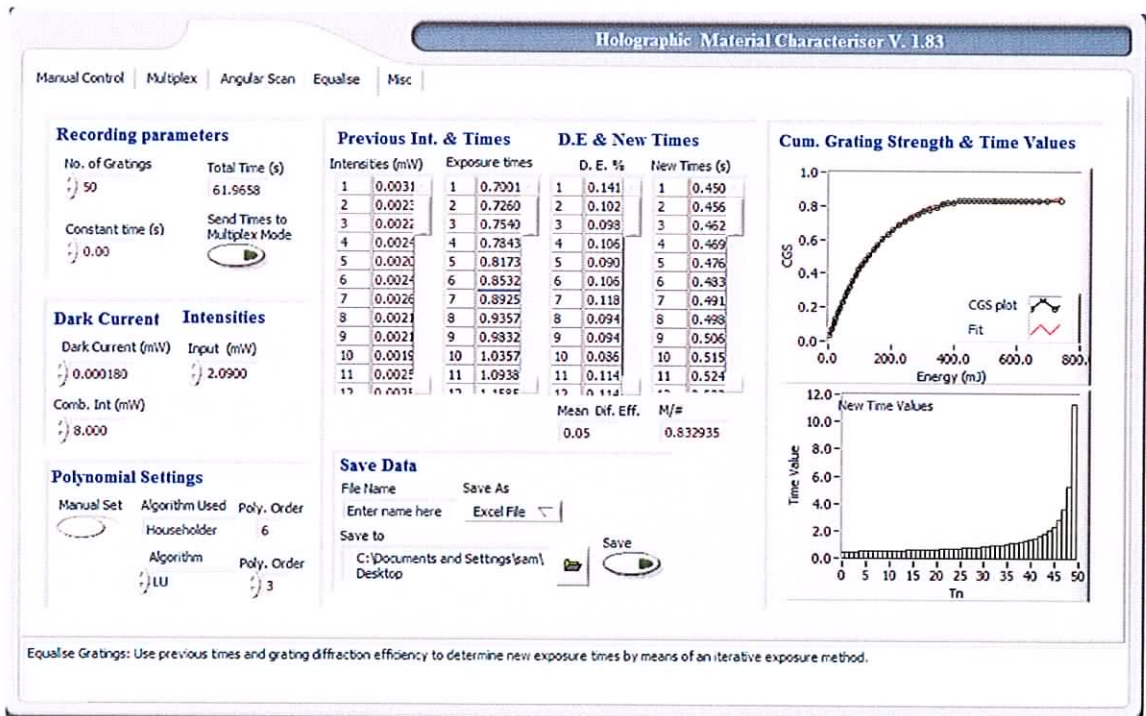 Holographic Material Characteriser V. 1.83
Manual Control Multiplex Angular Scan Equalise Misc
Recording parameters
No. of Gratings
50
Total Time (s)
61.9658
Constant time (s)
0.00
Send Times to
Multiplex Mode
Dark Current Intensities
Dark Current (mW) Input (mW)
0.000180 2.0900
Comb. Int (mW)
8.000
Polynomial Settings
Manual Set Algorithm Used Poly. Order
Householder 6
Algorithm Poly. Order
LU 3
Previous Int. & Times D.E & New Times
Intensities (mW) Exposure times D. E. % New Times (s)
1 0.0031 1 0.7001 1 0.141 1 0.450
2 0.0023 2 0.7260 2 0.102 2 0.456
3 0.0022 3 0.7540 3 0.098 3 0.462
4 0.0024 4 0.7843 4 0.106 4 0.469
5 0.0020 5 0.8173 5 0.090 5 0.476
6 0.0024 6 0.8532 6 0.106 6 0.483
7 0.0026 7 0.8925 7 0.118 7 0.491
8 0.0021 8 0.9357 8 0.094 8 0.498
9 0.0021 9 0.9832 9 0.094 9 0.506
10 0.0019 10 1.0357 10 0.086 10 0.515
11 0.0025 11 1.0938 11 0.114 11 0.524
12 0.0025 12 1.1585 12 0.114 12
Mean Dif. Eff. M/#
0.05 0.832935
Save Data
File Name Save As
Enter name here Excel File
Save to
C:\Documents and Settings\sam\
Desktop
Save
Cum. Grating Strength & Time Values
1.0
0.8
0.6
0.4
0.2
0.0
CGS
CGS plot
Fit
0.0 200.0 400.0 600.0 800.
Energy (mJ)
New Time Values
12.0
10.0
8.0
6.0
4.0
2.0
0.0
Time Value
0 5 10 15 20 25 30 35 40 45 50
Tn
Equalise Gratings: Use previous times and grating diffraction efficiency to determine new exposure times by means of an iterative exposure method.